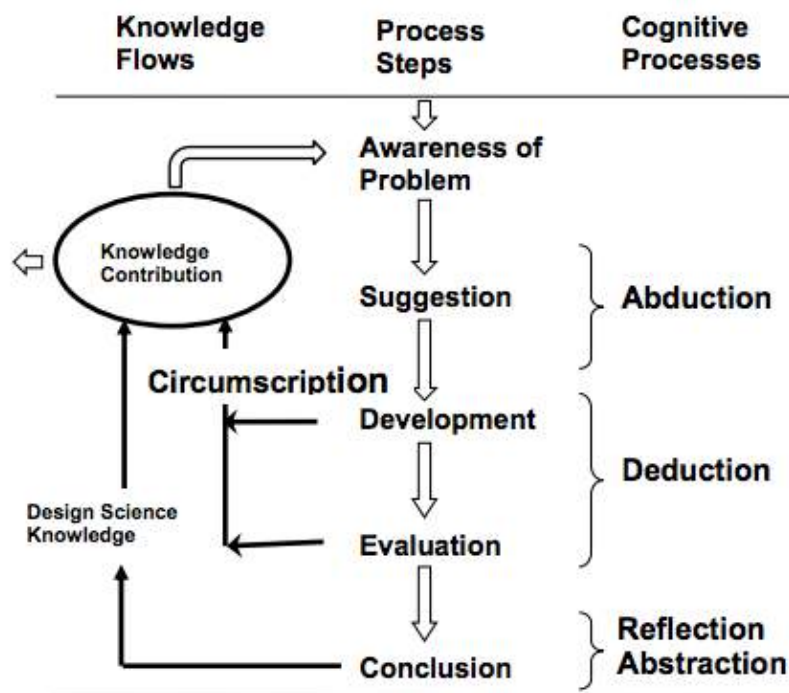 Knowledge
Flows
Process
Steps
Cognitive
Processes
Awareness of
Problem
Knowledge
Contribution
Suggestion
Abduction
Circumscription
Development
Deduction
Design Science
Knowledge
Evaluation
Reflection
Abstraction
Conclusion